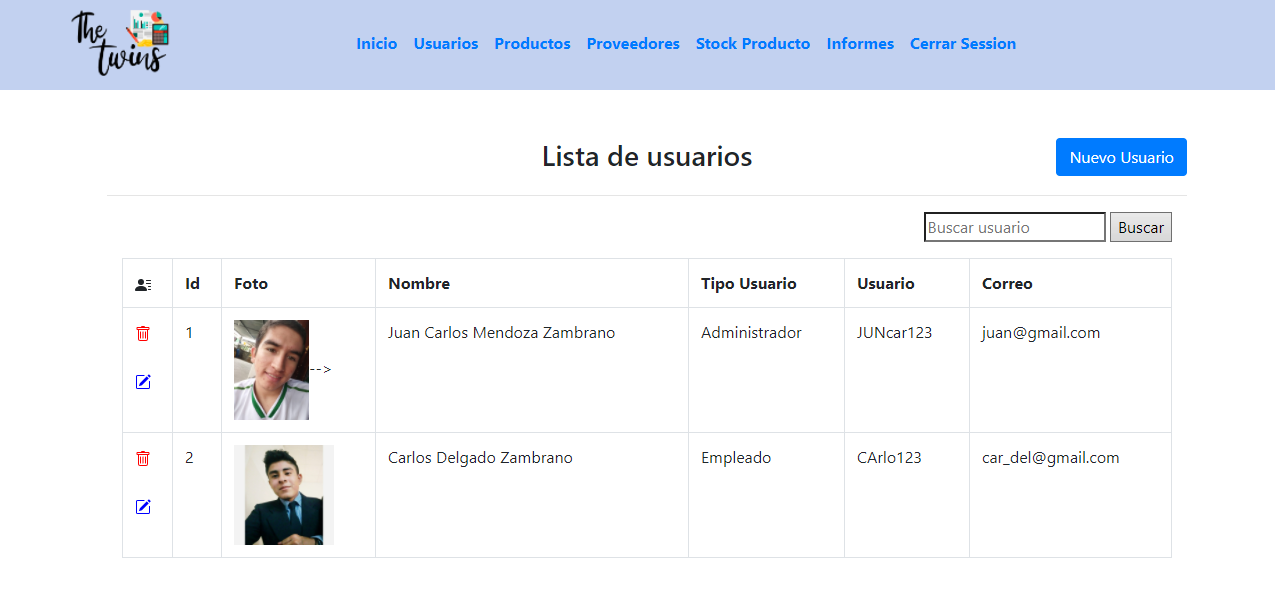 The Twins
Inicio Usuarios Productos Proveedores Stock Producto Informes Cerrar Session
Lista de usuarios
Nuevo Usuario
Buscar usuario Buscar
Id Foto Nombre Tipo Usuario Usuario Correo
1 --> Juan Carlos Mendoza Zambrano Administrador JUNcar123 juan@gmail.com
2 Carlos Delgado Zambrano Empleado CArlo123 car_del@gmail.com